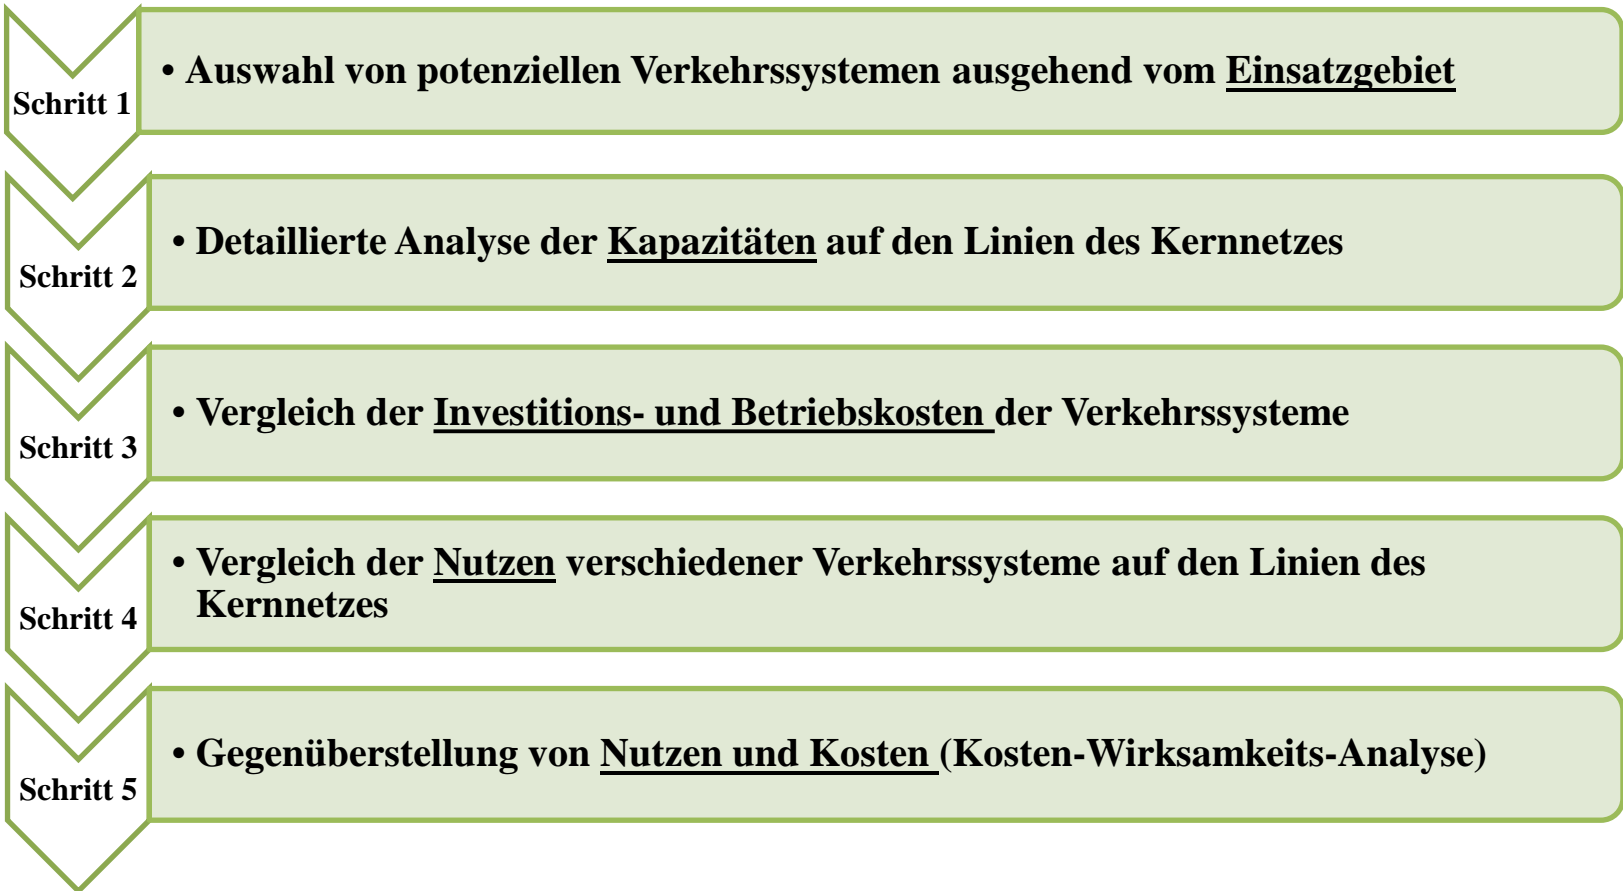 Schritt 1
• Auswahl von potenziellen Verkehrssystemen ausgehend vom Einsatzgebiet
Schritt 2
• Detaillierte Analyse der Kapazitäten auf den Linien des Kernnetzes
Schritt 3
• Vergleich der Investitions- und Betriebskosten der Verkehrssysteme
Schritt 4
• Vergleich der Nutzen verschiedener Verkehrssysteme auf den Linien des
Kernnetzes
Schritt 5
• Gegenüberstellung von Nutzen und Kosten (Kosten-Wirksamkeits-Analyse)